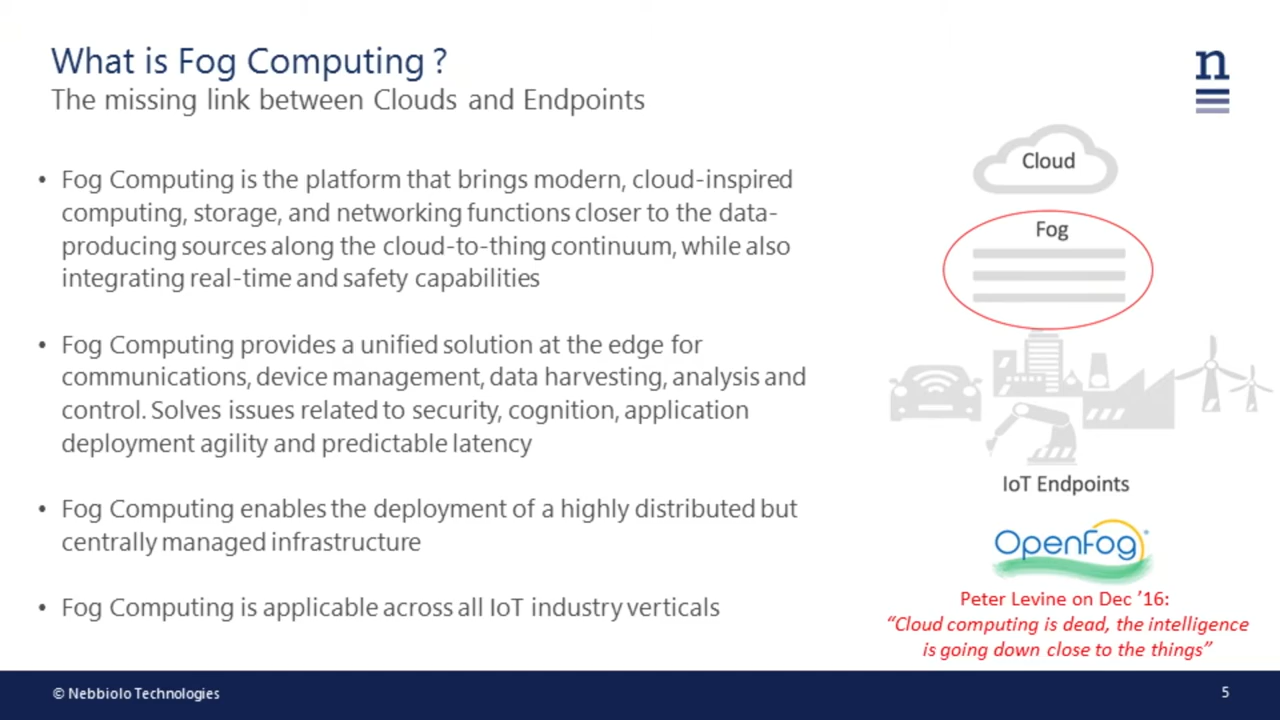 What is Fog Computing ?
The missing link between Clouds and Endpoints
n
• Fog Computing is the platform that brings modern, cloud-inspired
computing, storage, and networking functions closer to the data-
producing sources along the cloud-to-thing continuum, while also
integrating real-time and safety capabilities
• Fog Computing provides a unified solution at the edge for
communications, device management, data harvesting, analysis and
control. Solves issues related to security, cognition, application
deployment agility and predictable latency
• Fog Computing enables the deployment of a highly distributed but
centrally managed infrastructure
• Fog Computing is applicable across all IoT industry verticals
Cloud
Fog
IoT Endpoints
OpenFog
Peter Levine on Dec ’16:
“Cloud computing is dead, the intelligence
is going down close to the things”
© Nebbiolo Technologies
5